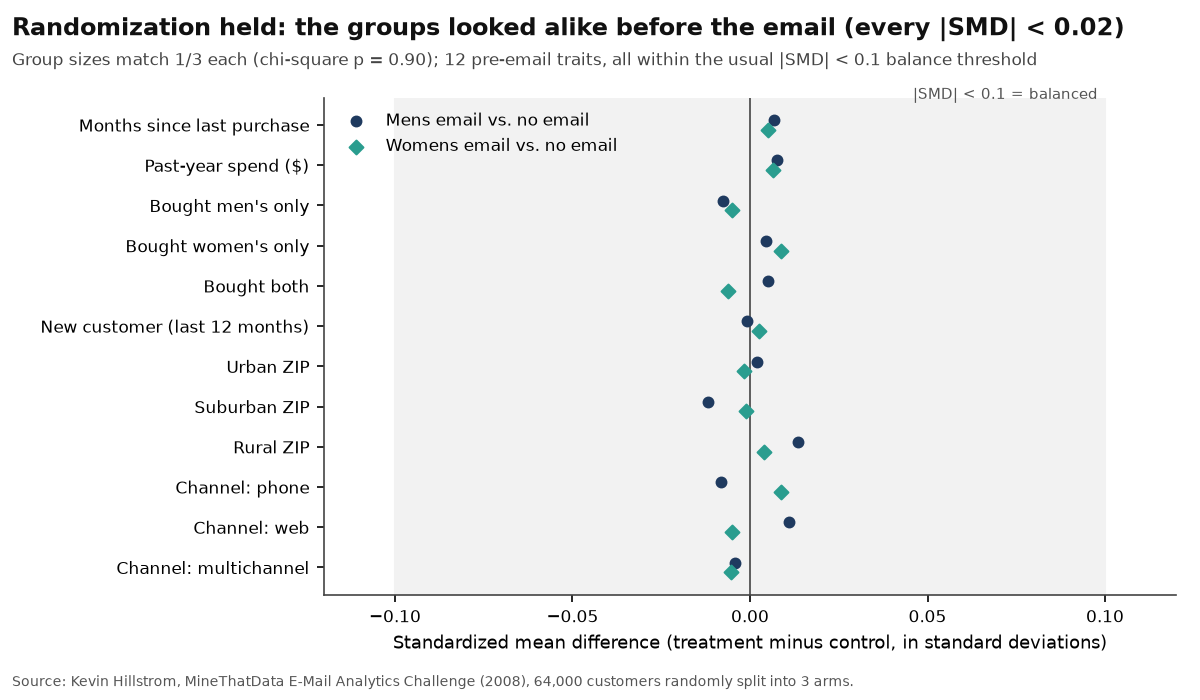 Randomization held: the groups looked alike before the email (every |SMD| < 0.02)
Group sizes match 1/3 each (chi-square p = 0.90); 12 pre-email traits, all within the usual |SMD| < 0.1 balance threshold
|SMD| < 0.1 = balanced
Mens email vs. no email
Womens email vs. no email
Months since last purchase
Past-year spend ($)
Bought men's only
Bought women's only
Bought both
New customer (last 12 months)
Urban ZIP
Suburban ZIP
Rural ZIP
Channel: phone
Channel: web
Channel: multichannel
−0.10
−0.05
0.00
0.05
0.10
Standardized mean difference (treatment minus control, in standard deviations)
Source: Kevin Hillstrom, MineThatData E-Mail Analytics Challenge (2008), 64,000 customers randomly split into 3 arms.